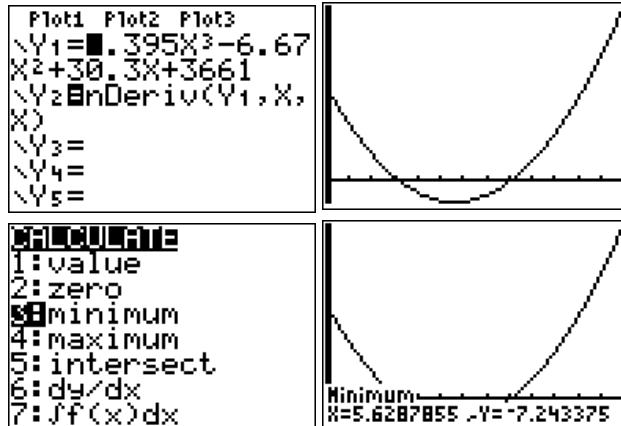 Plot1 Plot2 Plot3
\Y1=.395X³-6.67
X²+30.3X+3661
\Y2=nDeriv(Y1,X,
X)
\Y3=
\Y4=
\Y5=
CALCULATE
1:value
2:zero
3:minimum
4:maximum
5:intersect
6:dy/dx
7:∫f(x)dx
Minimum
X=5.6287855 Y=-7.243375